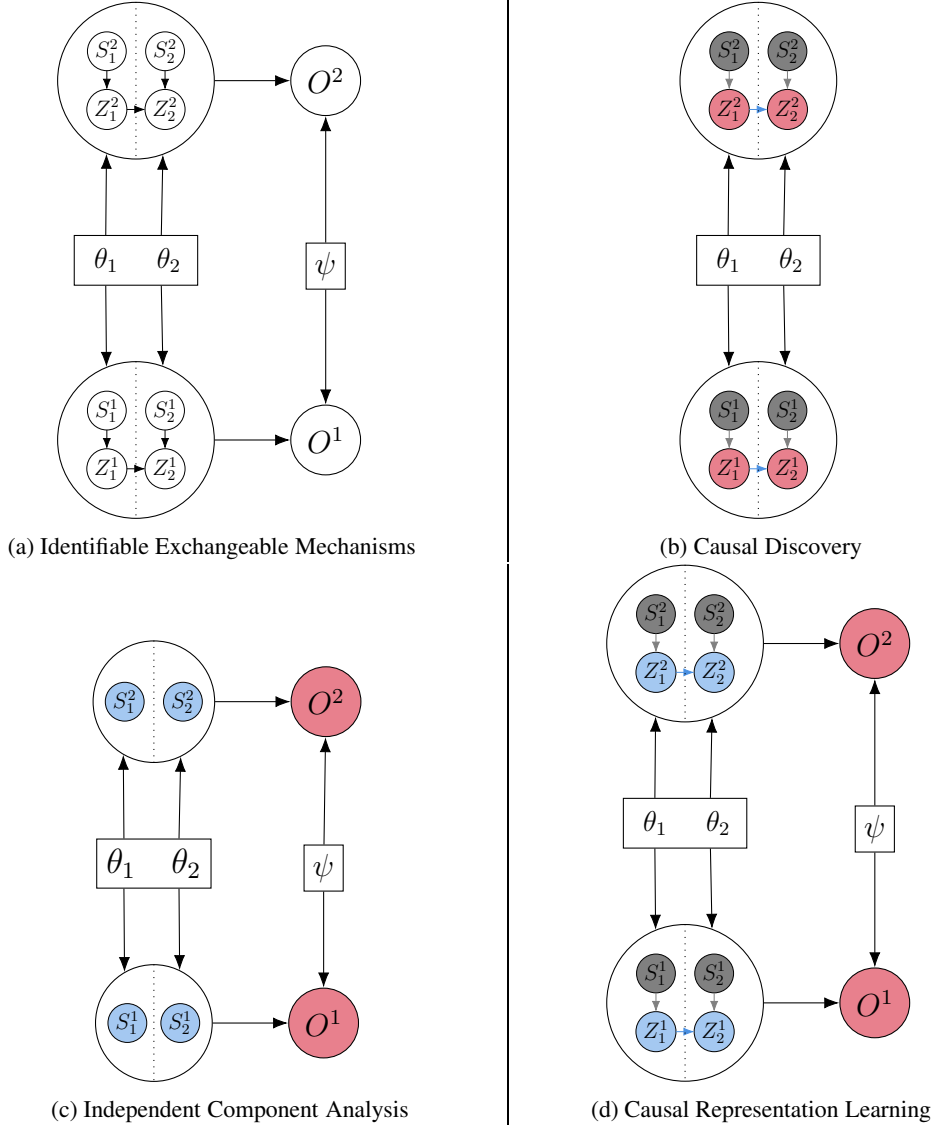 S_1^2 S_2^2
Z_1^2 Z_2^2
O^2
θ_1 θ_2
ψ
S_1^1 S_2^1
Z_1^1 Z_2^1
O^1
(a) Identifiable Exchangeable Mechanisms
S_1^2 S_2^2
Z_1^2 Z_2^2
θ_1 θ_2
S_1^1 S_2^1
Z_1^1 Z_2^1
(b) Causal Discovery
S_1^2 S_2^2
O^2
θ_1 θ_2
ψ
S_1^1 S_2^1
O^1
(c) Independent Component Analysis
S_1^2 S_2^2
Z_1^2 Z_2^2
O^2
θ_1 θ_2
ψ
S_1^1 S_2^1
Z_1^1 Z_2^1
O^1
(d) Causal Representation Learning